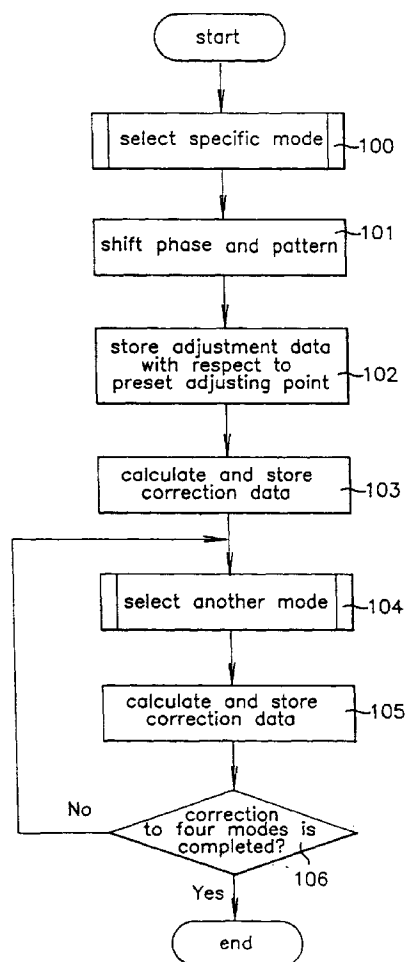 start
select specific mode
100
shift phase and pattern
101
store adjustment data
with respect to
preset adjusting point
102
calculate and store
correction data
103
select another mode
104
calculate and store
correction data
105
No
correction
to four modes is
completed?
106
Yes
end